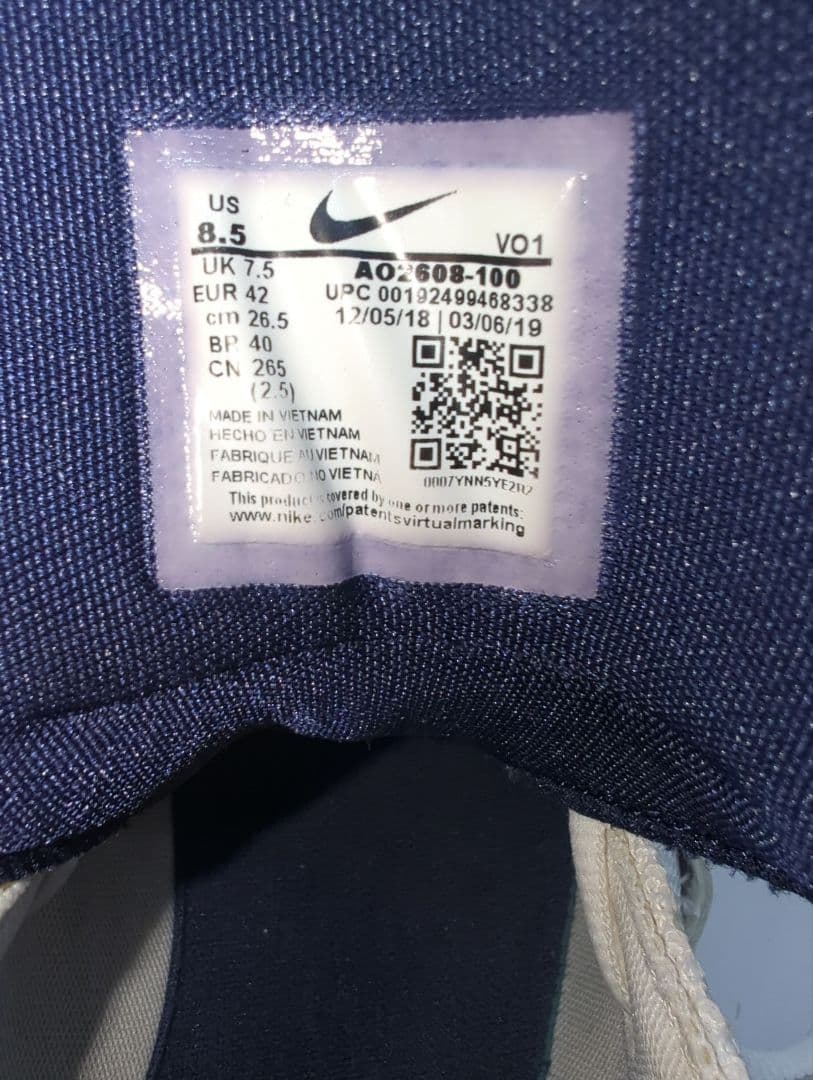 US
8.5
VO1
UK 7.5
AO2608-100
EUR 42
UPC 00192499468338
cm 26.5
12/05/18 | 03/06/19
BR 40
CN 265
(2.5)
MADE IN VIETNAM
HECHO EN VIETNAM
FABRIQUE AU VIETNAM
FABRICADO NO VIETNA
0007YNN5YE2R2
This product is covered by one or more patents:
www.nike.com/patentsvirtualmarking